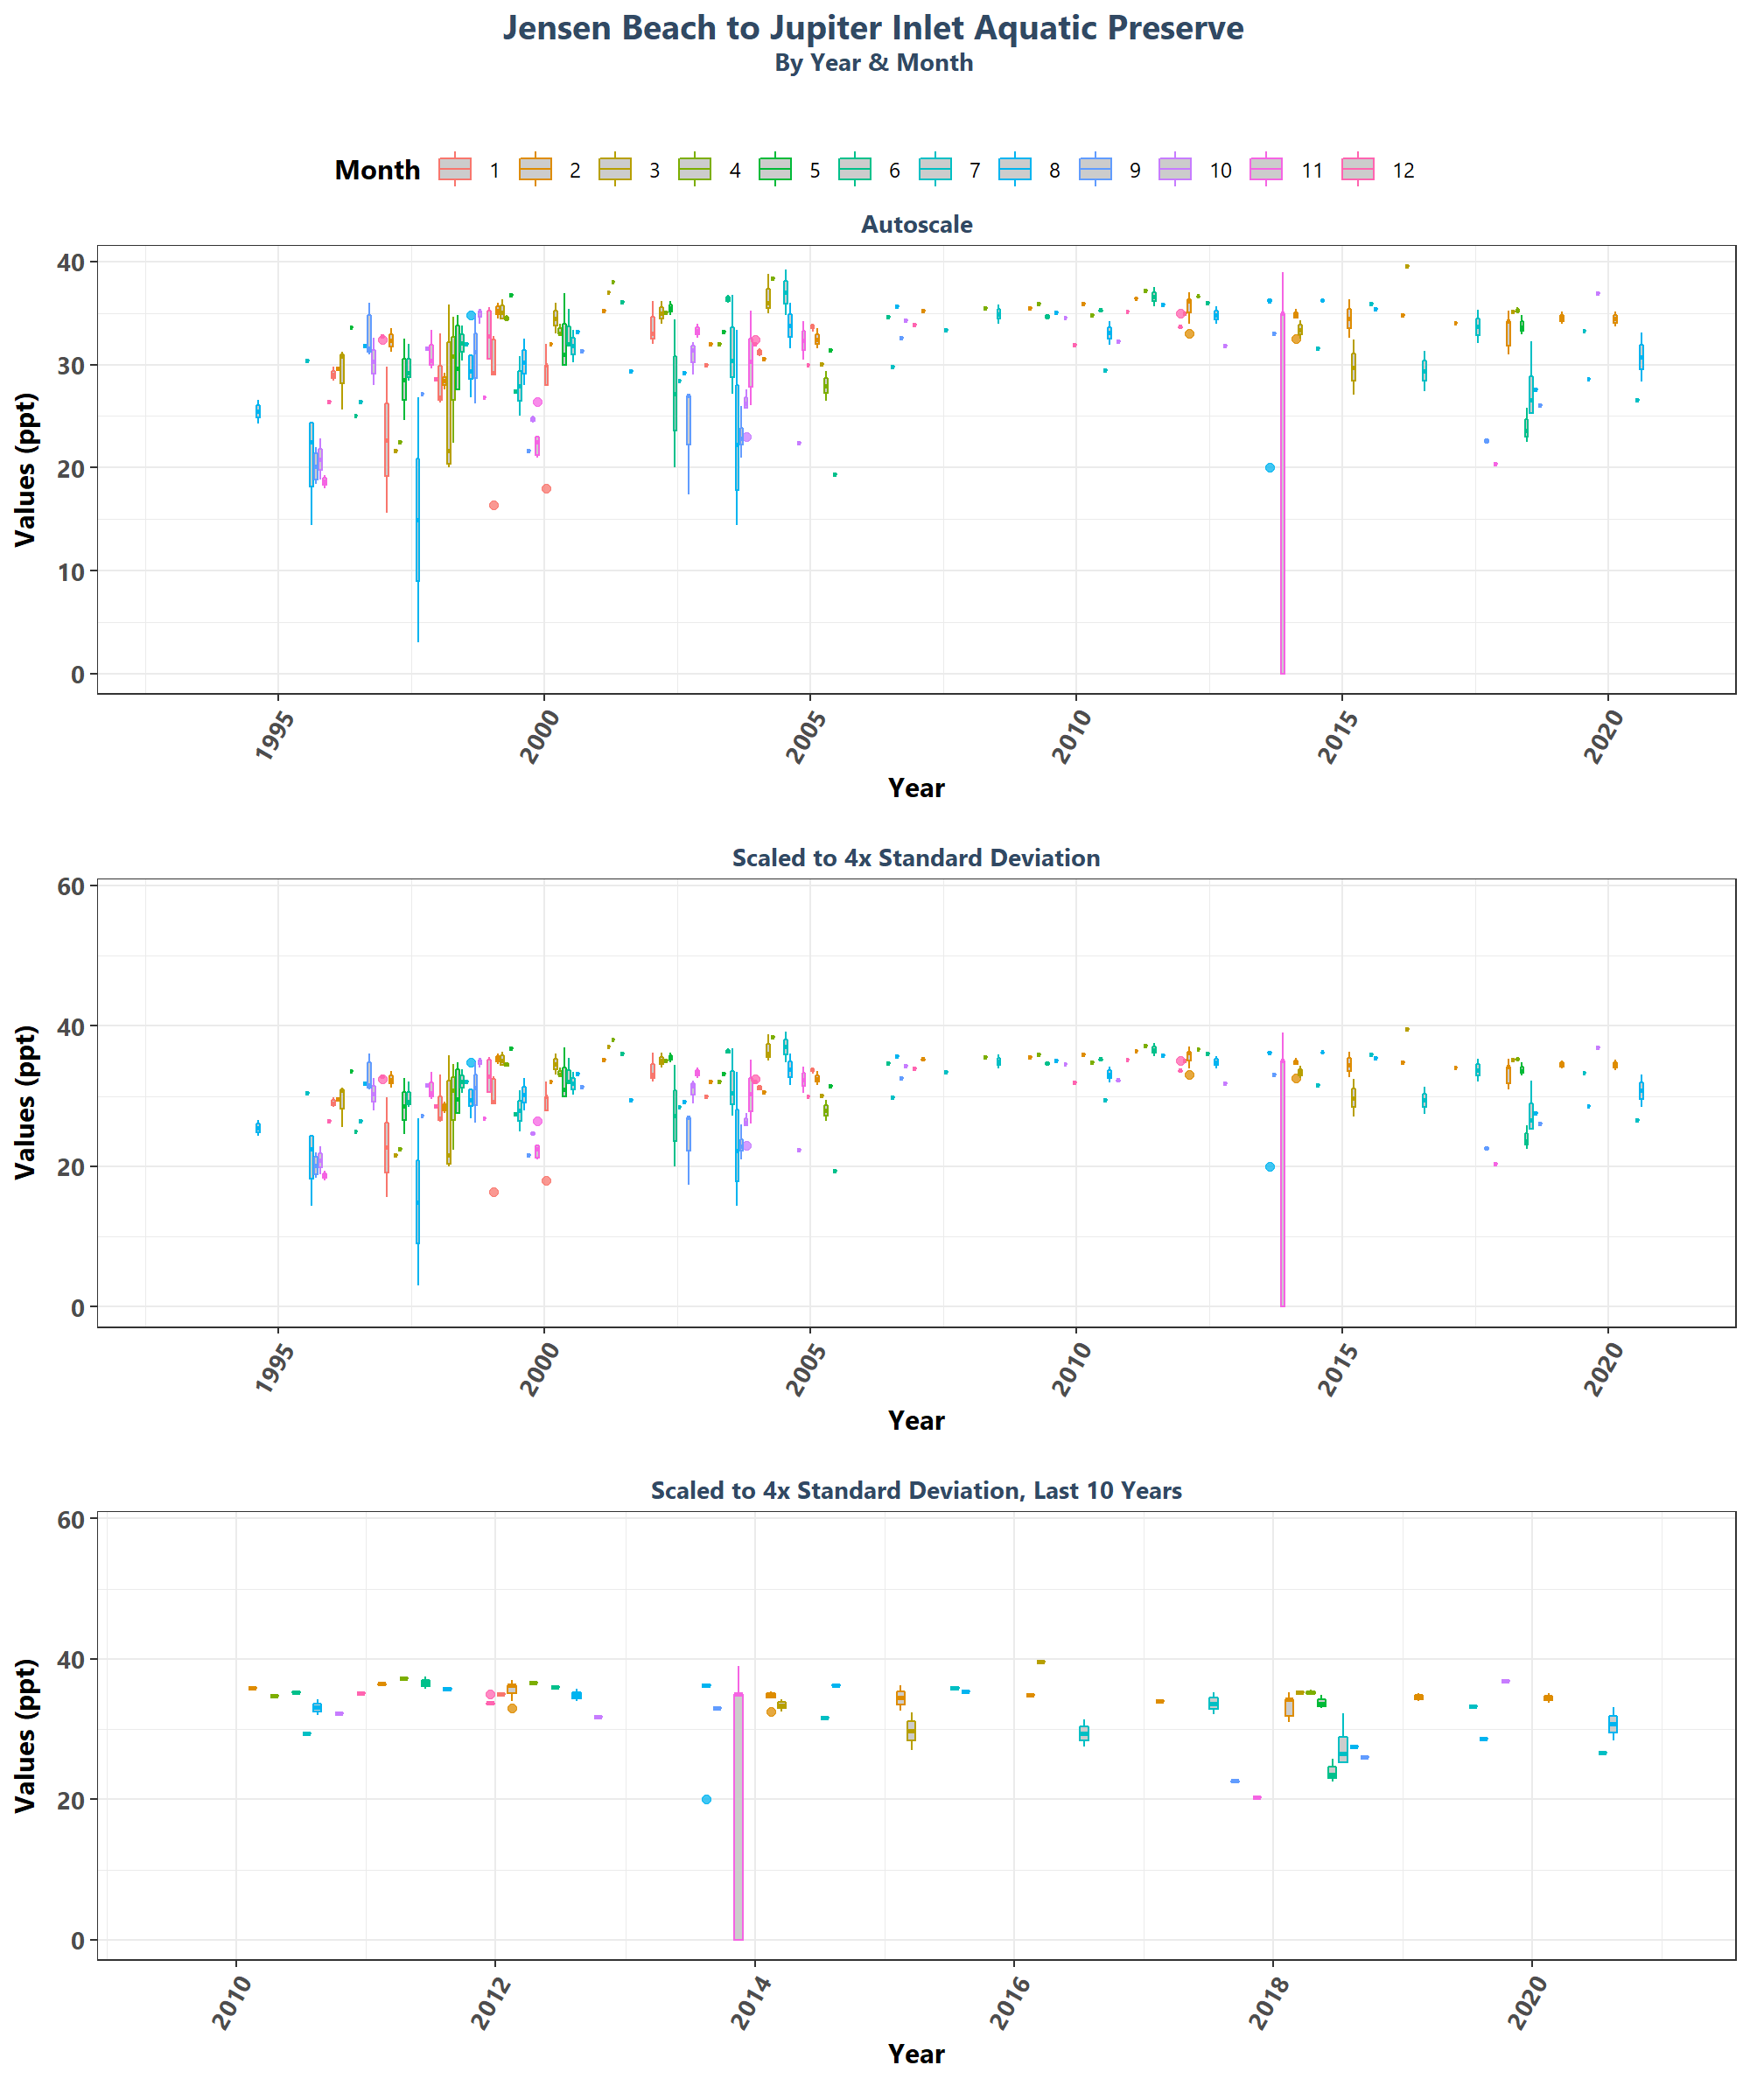 Jensen Beach to Jupiter Inlet Aquatic Preserve
By Year & Month
Month 1 2 3 4 5 6 7 8 9 10 11 12
Autoscale
Values (ppt)
40
30
20
10
0
1995 2000 2005 2010 2015 2020
Year
Scaled to 4x Standard Deviation
Values (ppt)
60
40
20
0
1995 2000 2005 2010 2015 2020
Year
Scaled to 4x Standard Deviation, Last 10 Years
Values (ppt)
60
40
20
0
2010 2012 2014 2016 2018 2020
Year